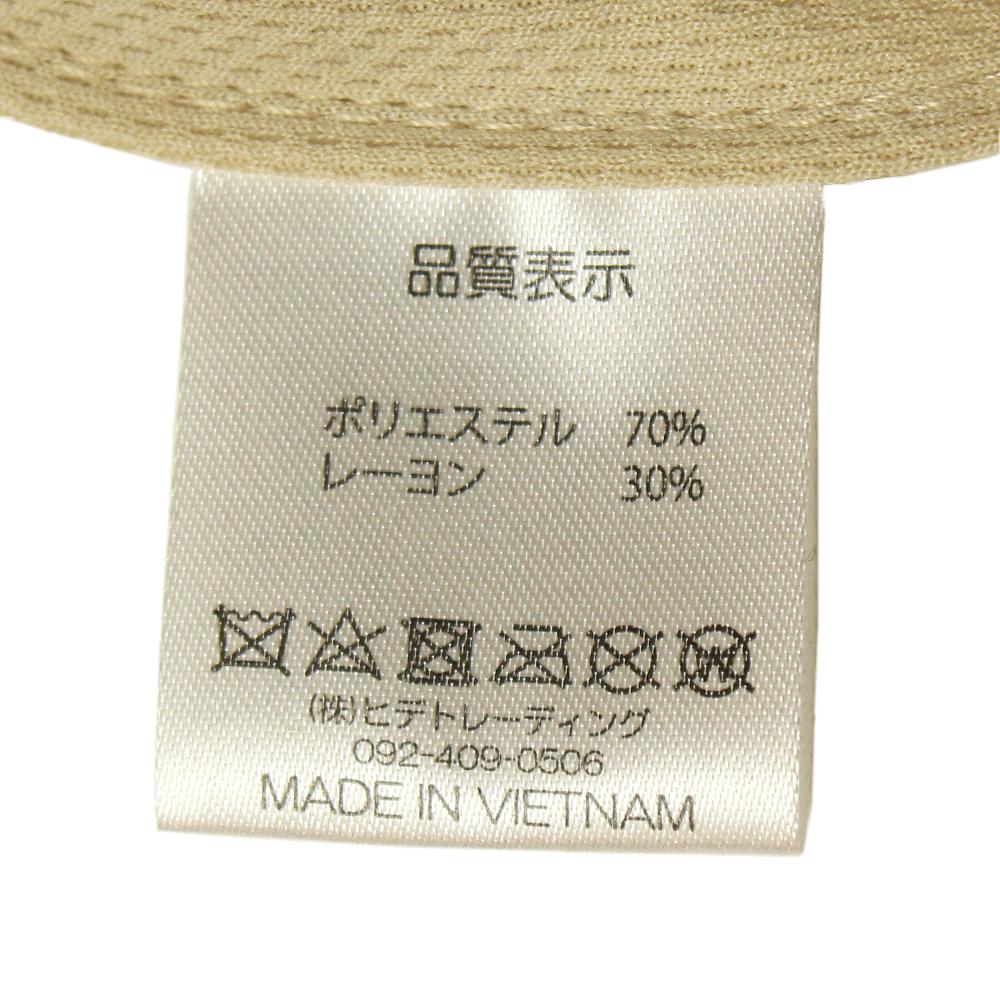 品質表示
ポリエステル 70%
レーヨン 30%
(株)ヒデトレーディング
092-409-0506
MADE IN VIETNAM